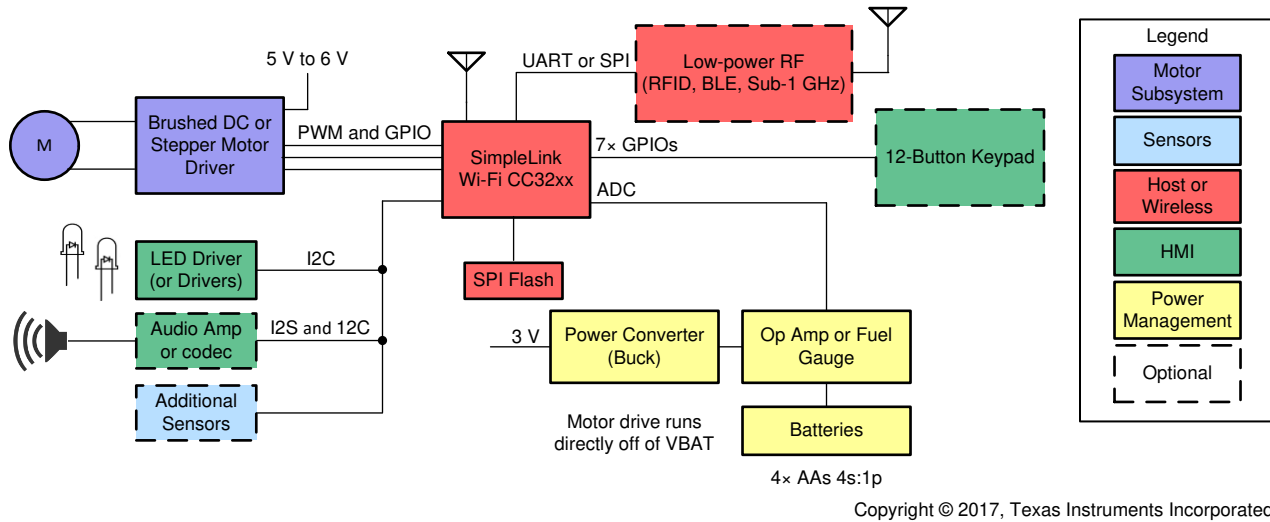 5 V to 6 V
UART or SPI
Low-power RF
(RFID, BLE, Sub-1 GHz)
Legend
Motor
Subsystem
M
Brushed DC or
Stepper Motor
Driver
PWM and GPIO
SimpleLink
Wi-Fi CC32xx
7× GPIOs
12-Button Keypad
Sensors
ADC
Host or
Wireless
LED Driver
(or Drivers)
I2C
HMI
SPI Flash
Audio Amp
or codec
I2S and 12C
3 V
Power Converter
(Buck)
Op Amp or Fuel
Gauge
Power
Management
Optional
Additional
Sensors
Motor drive runs
directly off of VBAT
Batteries
4× AAs 4s:1p
Copyright © 2017, Texas Instruments Incorporated